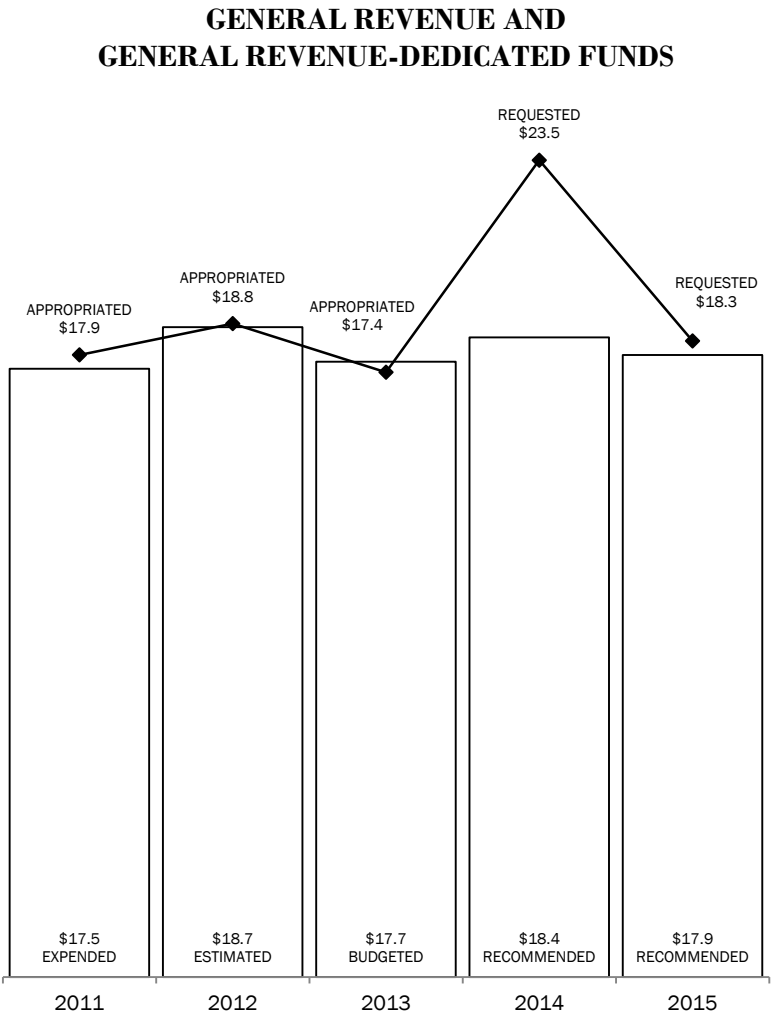 GENERAL REVENUE AND
GENERAL REVENUE-DEDICATED FUNDS
REQUESTED
$23.5
APPROPRIATED
$18.8
REQUESTED
$18.3
APPROPRIATED
$17.9
APPROPRIATED
$17.4
$17.5
EXPENDED
$18.7
ESTIMATED
$17.7
BUDGETED
$18.4
RECOMMENDED
$17.9
RECOMMENDED
2011
2012
2013
2014
2015